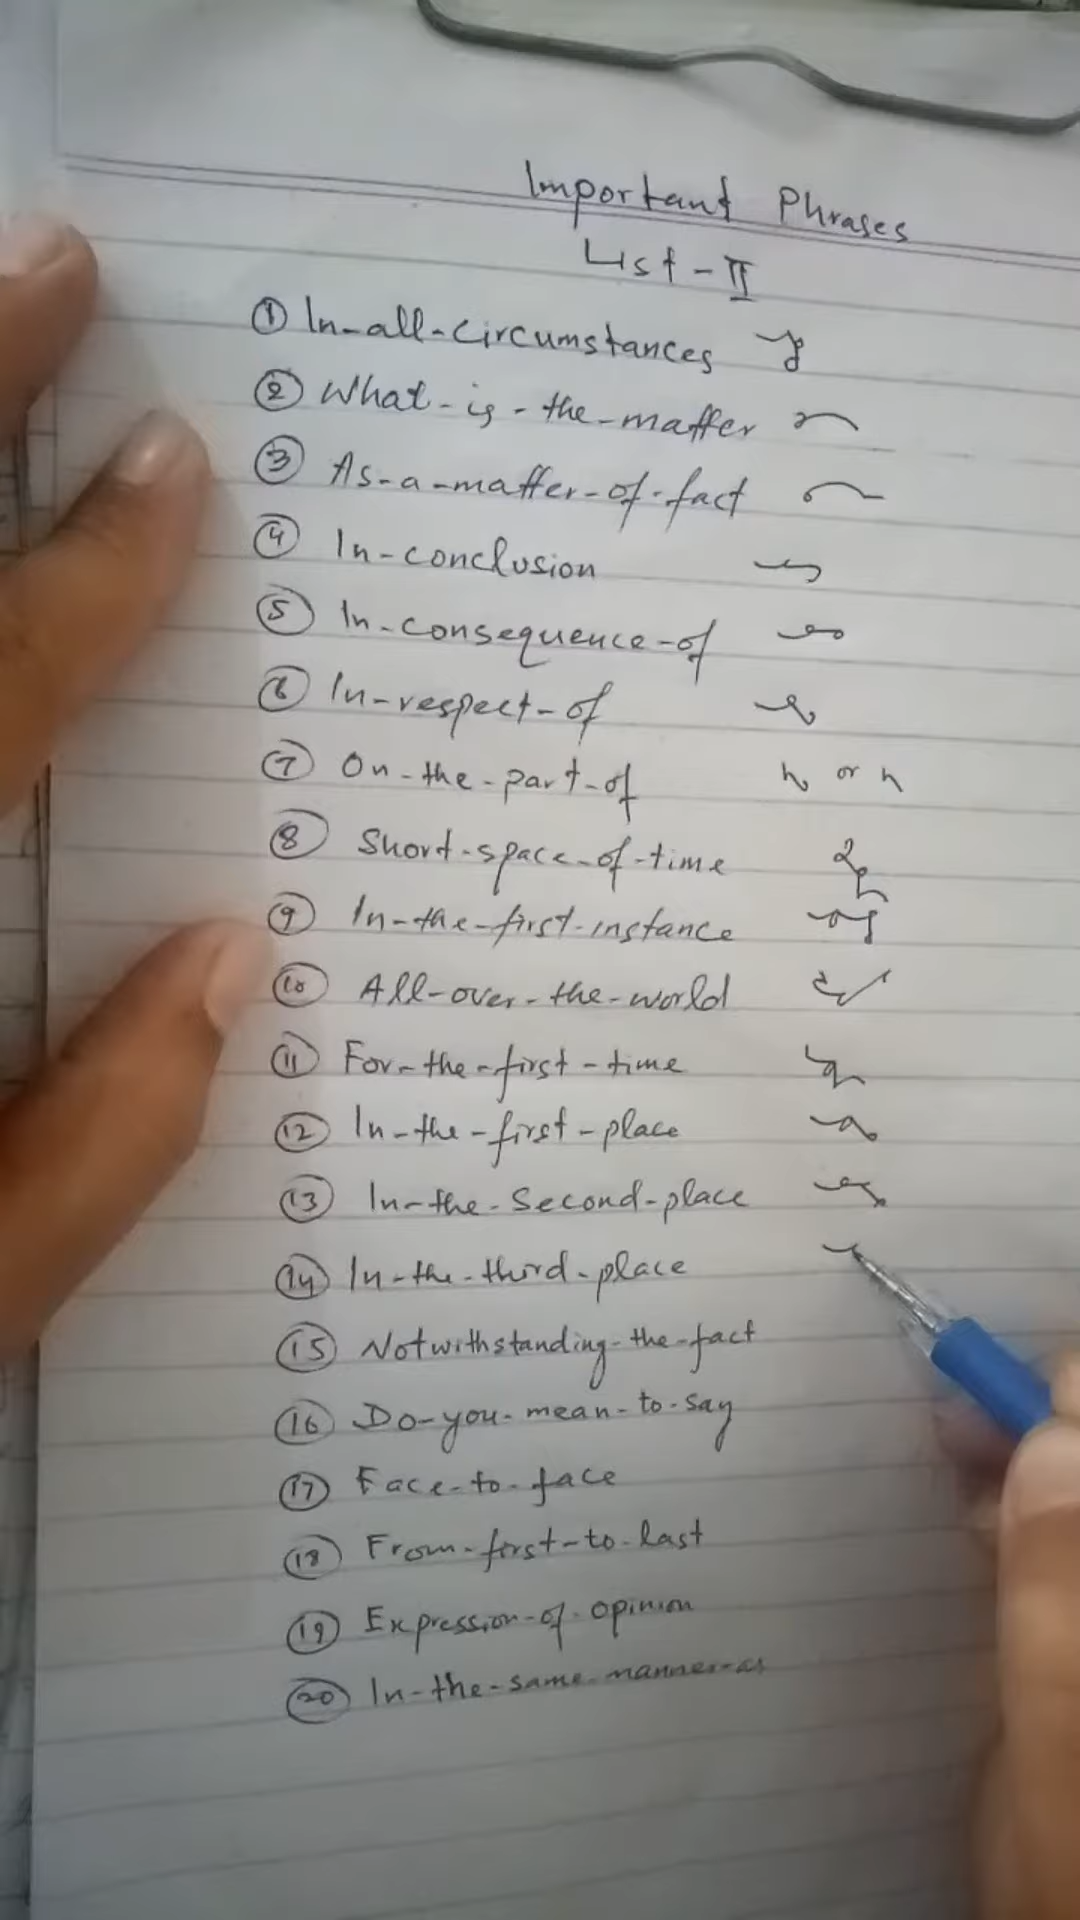 Important Phrases
List - II
① In-all-circumstances
② What-is-the-matter
③ As-a-matter-of-fact
④ In-conclusion
⑤ In-consequence-of
⑥ In-respect-of
⑦ On-the-part-of or
⑧ Short-space-of-time
⑨ In-the-first-instance
⑩ All-over-the-world
⑪ For-the-first-time
⑫ In-the-first-place
⑬ In-the-Second-place
⑭ In-the-third-place
⑮ Notwithstanding-the-fact
⑯ Do-you-mean-to-say
⑰ Face-to-face
⑱ From-first-to-last
⑲ Expression-of-opinion
⑳ In-the-same-manner-as